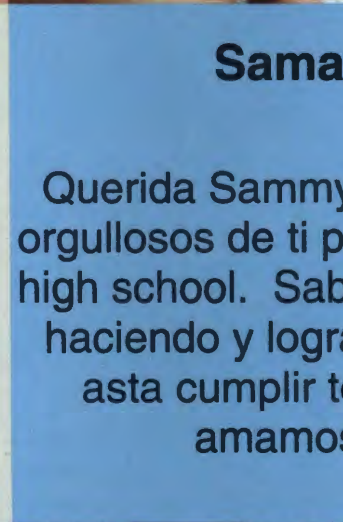 Sama
Querida Sammy
orgullosos de ti p
high school. Sab
haciendo y logra
asta cumplir t
amamos